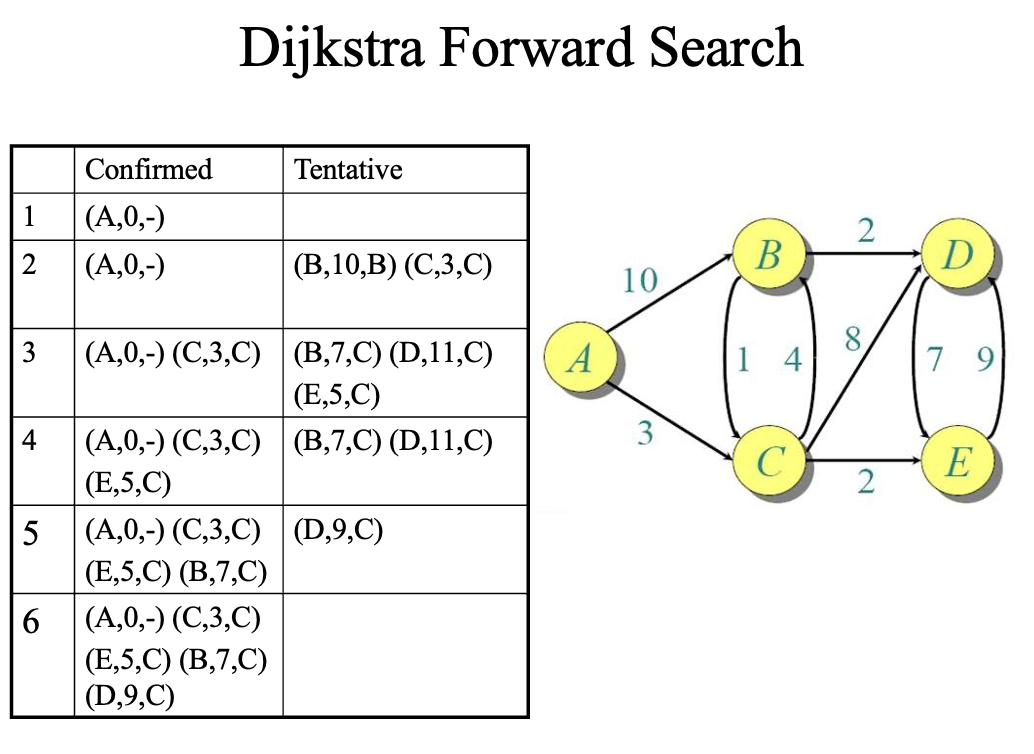 Dijkstra Forward Search
Confirmed Tentative
1 (A,0,-)
2 (A,0,-) (B,10,B) (C,3,C)
3 (A,0,-) (C,3,C) (B,7,C) (D,11,C)
(E,5,C)
4 (A,0,-) (C,3,C) (B,7,C) (D,11,C)
(E,5,C)
5 (A,0,-) (C,3,C) (D,9,C)
(E,5,C) (B,7,C)
6 (A,0,-) (C,3,C)
(E,5,C) (B,7,C)
(D,9,C)
2
B D
10
8
A 1 4 7 9
3
C E
2